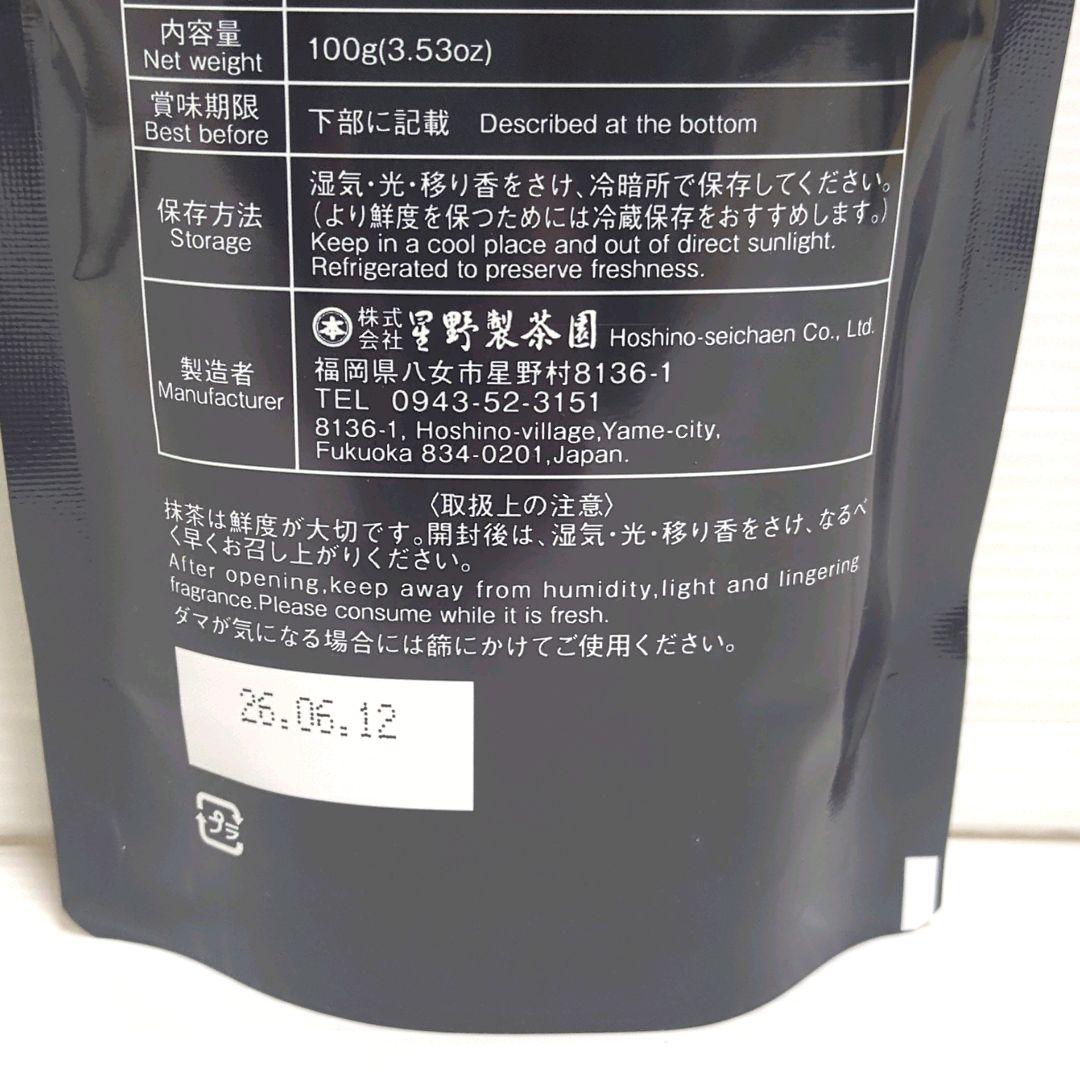 内容量
Net weight
100g(3.53oz)
賞味期限
Best before
下部に記載 Described at the bottom
保存方法
Storage
湿気・光・移り香をさけ、冷暗所で保存してください。
（より鮮度を保つためには冷蔵保存をおすすめします。）
Keep in a cool place and out of direct sunlight.
Refrigerated to preserve freshness.
製造者
Manufacturer
本 株式会社 星野製茶園 Hoshino-seichaen Co., Ltd.
福岡県八女市星野村8136-1
TEL 0943-52-3151
8136-1, Hoshino-village,Yame-city,
Fukuoka 834-0201,Japan.
〈取扱上の注意〉
抹茶は鮮度が大切です。開封後は、湿気・光・移り香をさけ、なるべ
く早くお召し上がりください。
After opening,keep away from humidity,light and lingering
fragrance.Please consume while it is fresh.
ダマが気になる場合には篩にかけてご使用ください。
26.06.12
プラ